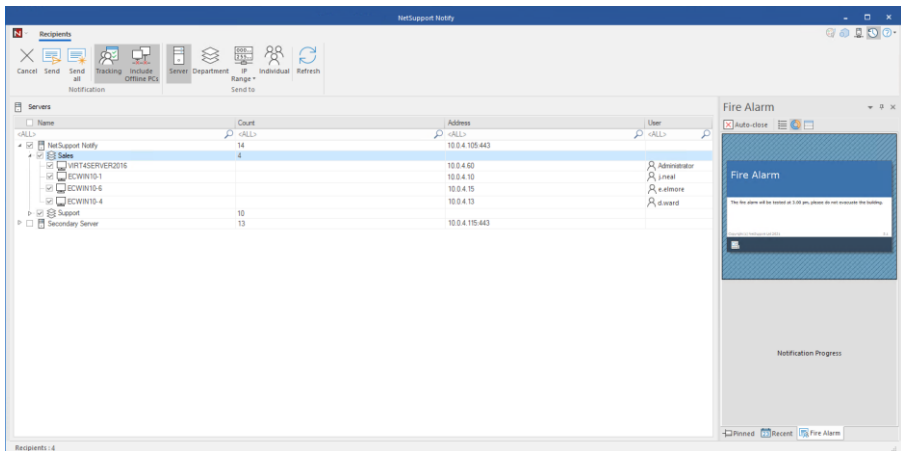 NetSupport Notify
N
Recipients
Cancel Send Send all Tracking Include Offline PCs Server Department IP Range Individual Refresh
Notification Send to
Servers
Name Count Address User
<ALL> <ALL> <ALL> <ALL>
NetSupport Notify 14 10.0.4.105:443
Sales 4
VIRT4SERVER2016 10.0.4.60 Administrator
ECWIN10-1 10.0.4.10 j.neal
ECWIN10-6 10.0.4.15 e.elmore
ECWIN10-4 10.0.4.13 d.ward
Support 10
Secondary Server 13 10.0.4.115:443
Recipients : 4
Fire Alarm
Auto-close
Fire Alarm
The fire alarm will be tested at 3.00 pm, please do not evacuate the building.
Notification Progress
Pinned Recent Fire Alarm